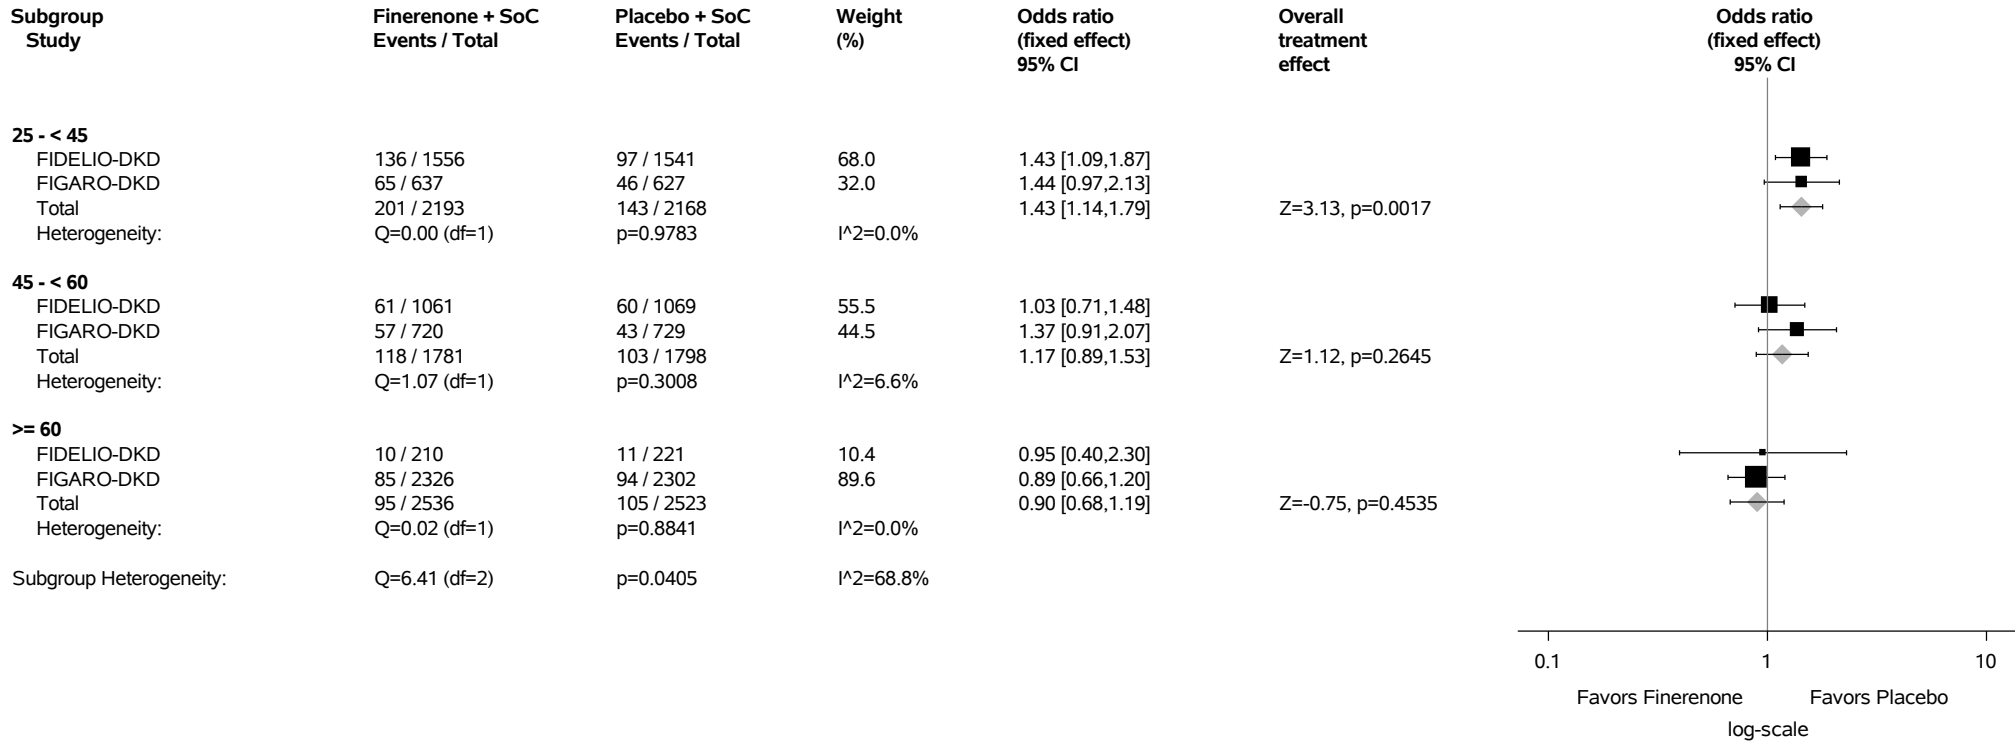 Subgroup Finerenone + SoC Placebo + SoC Weight Odds ratio Overall Odds ratio
Study Events / Total Events / Total (%) (fixed effect) treatment (fixed effect)
95% CI effect 95% CI
25 - < 45
FIDELIO-DKD 136 / 1556 97 / 1541 68.0 1.43 [1.09,1.87]
FIGARO-DKD 65 / 637 46 / 627 32.0 1.44 [0.97,2.13]
Total 201 / 2193 143 / 2168 1.43 [1.14,1.79] Z=3.13, p=0.0017
Heterogeneity: Q=0.00 (df=1) p=0.9783 I^2=0.0%
45 - < 60
FIDELIO-DKD 61 / 1061 60 / 1069 55.5 1.03 [0.71,1.48]
FIGARO-DKD 57 / 720 43 / 729 44.5 1.37 [0.91,2.07]
Total 118 / 1781 103 / 1798 1.17 [0.89,1.53] Z=1.12, p=0.2645
Heterogeneity: Q=1.07 (df=1) p=0.3008 I^2=6.6%
>= 60
FIDELIO-DKD 10 / 210 11 / 221 10.4 0.95 [0.40,2.30]
FIGARO-DKD 85 / 2326 94 / 2302 89.6 0.89 [0.66,1.20]
Total 95 / 2536 105 / 2523 0.90 [0.68,1.19] Z=-0.75, p=0.4535
Heterogeneity: Q=0.02 (df=1) p=0.8841 I^2=0.0%
Subgroup Heterogeneity: Q=6.41 (df=2) p=0.0405 I^2=68.8%
0.1 1 10
Favors Finerenone Favors Placebo
log-scale